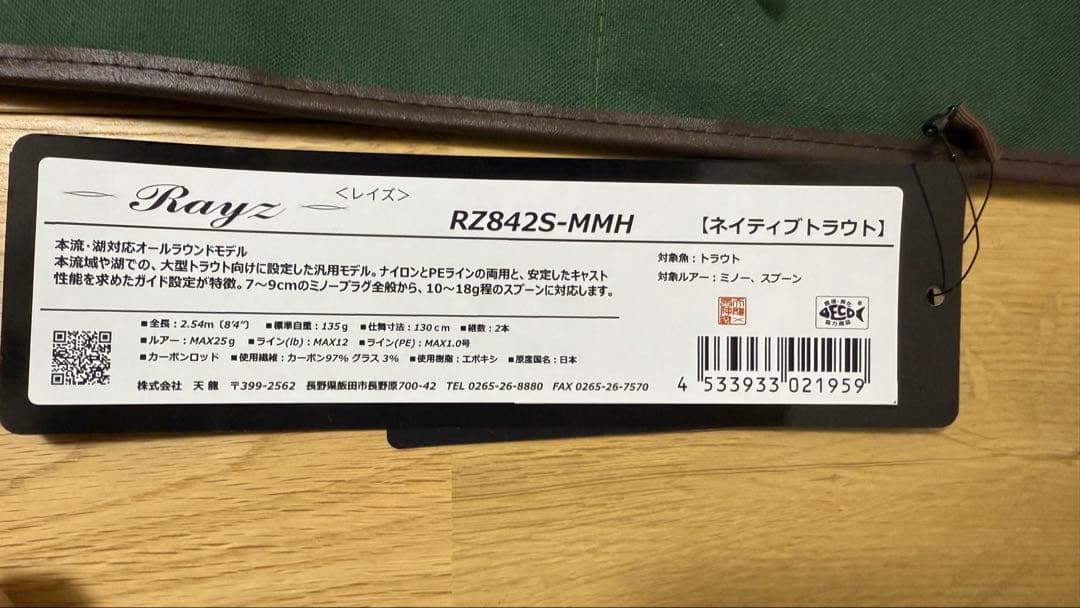 Rayz <レイズ> RZ842S-MMH 【ネイティブトラウト】
本流・湖対応オールラウンドモデル
本流域や湖での、大型トラウト向けに設定した汎用モデル。ナイロンとPEラインの両用と、安定したキャスト
性能を求めたガイド設定が特徴。7～9cmのミノープラグ全般から、10～18g程のスプーンに対応します。
対象魚：トラウト
対象ルアー：ミノー、スプーン
■全長：2.54m（8'4"） ■標準自重：135g ■仕舞寸法：130cm ■継数：2本
■ルアー：MAX25g ■ライン(lb)：MAX12 ■ライン(PE)：MAX1.0号
■カーボンロッド ■使用繊維：カーボン97% グラス3% ■使用樹脂：エポキシ ■原産国名：日本
株式会社 天龍 〒399-2562 長野県飯田市長野原700-42 TEL 0265-26-8880 FAX 0265-26-7570
DECO
4 533933 021959